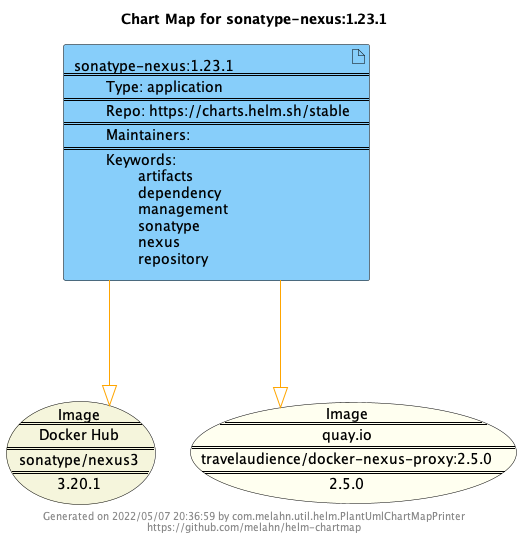 Chart Map for sonatype-nexus:1.23.1
sonatype-nexus:1.23.1
Type: application
Repo: https://charts.helm.sh/stable
Maintainers:
Keywords:
artifacts
dependency
management
sonatype
nexus
repository
Image
Docker Hub
sonatype/nexus3
3.20.1
Image
quay.io
travelaudience/docker-nexus-proxy:2.5.0
2.5.0
Generated on 2022/05/07 20:36:59 by com.melahn.util.helm.PlantUmlChartMapPrinter
https://github.com/melahn/helm-chartmap